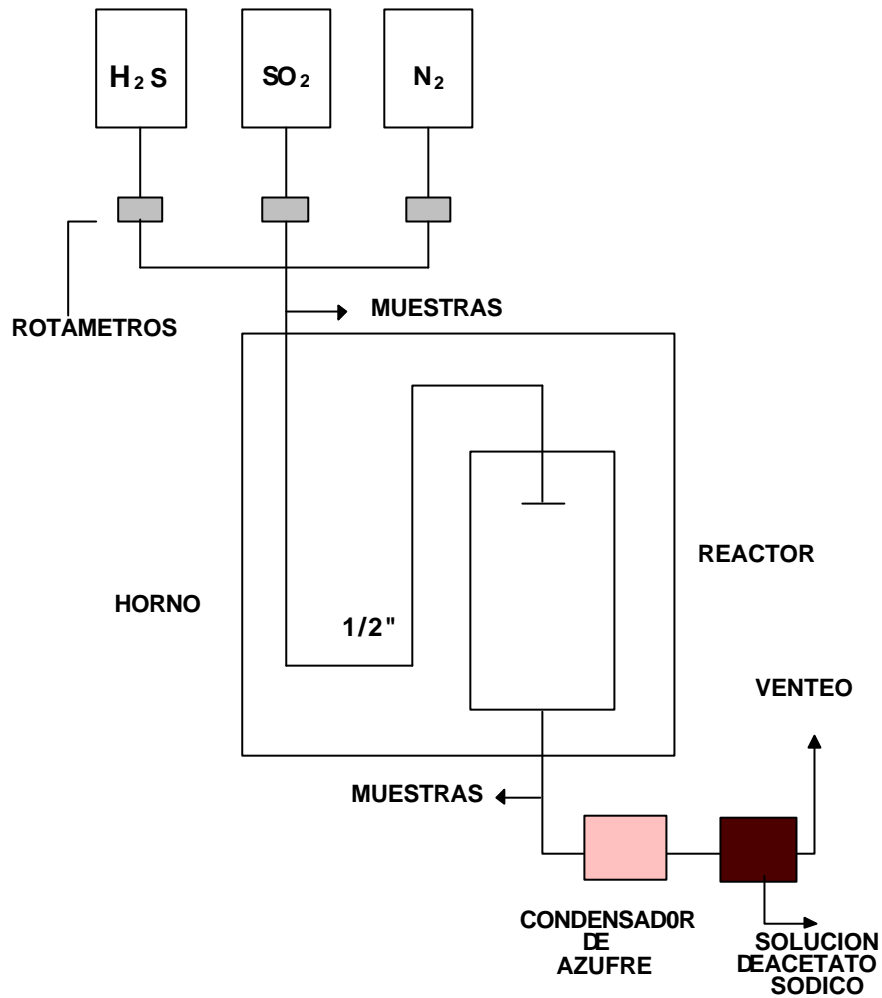 H₂S
SO₂
N₂
ROTAMETROS
MUESTRAS
REACTOR
HORNO
1/2"
VENTEO
MUESTRAS
CONDENSAD0R
DE
AZUFRE
SOLUCION
DEACETATO
SODICO